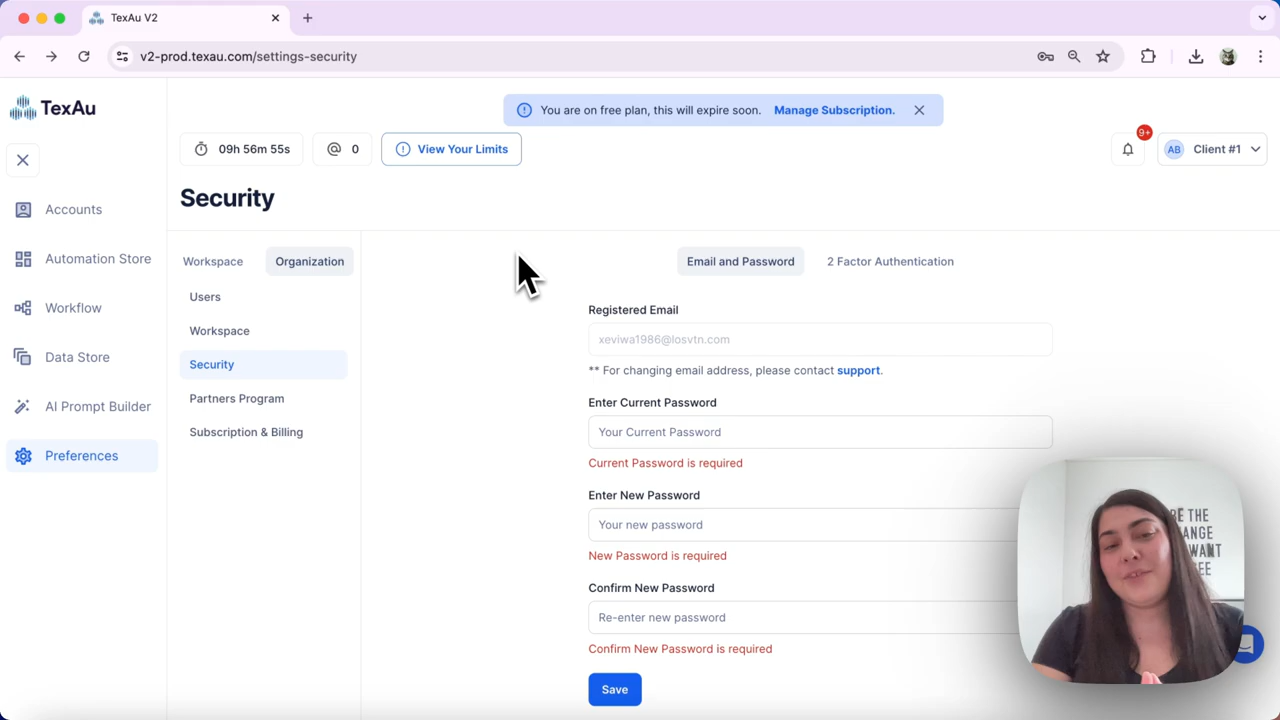 TexAu V2
v2-prod.texau.com/settings-security
TexAu
You are on free plan, this will expire soon. Manage Subscription.
09h 56m 55s
@ 0
View Your Limits
9+
AB Client #1
Security
Accounts
Automation Store
Workflow
Data Store
AI Prompt Builder
Preferences
Workspace
Organization
Users
Workspace
Security
Partners Program
Subscription & Billing
Email and Password
2 Factor Authentication
Registered Email
xeviwa1986@losvtn.com
** For changing email address, please contact support.
Enter Current Password
Your Current Password
Current Password is required
Enter New Password
Your new password
New Password is required
Confirm New Password
Re-enter new password
Confirm New Password is required
Save
THE
WANT